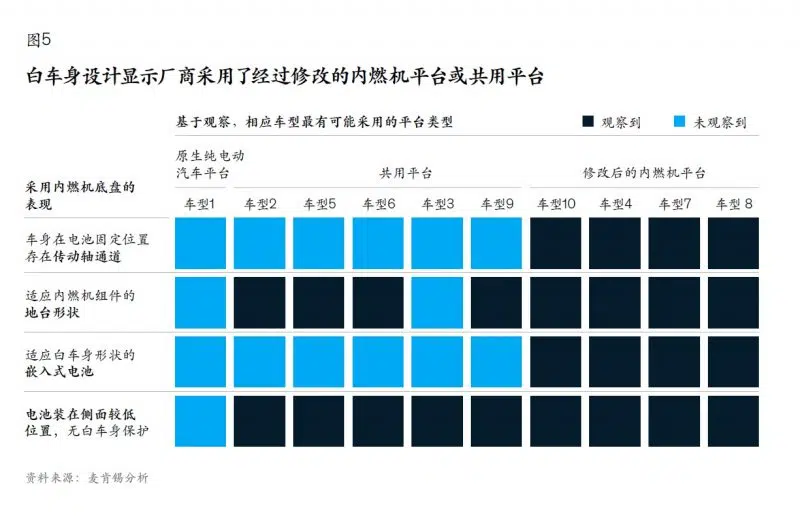 图5
白车身设计显示厂商采用了经过修改的内燃机平台或共用平台
基于观察，相应车型最有可能采用的平台类型
观察到
未观察到
原生纯电动
汽车平台
共用平台
修改后的内燃机平台
采用内燃机底盘的
表现
车型1
车型2
车型5
车型6
车型3
车型9
车型10
车型4
车型7
车型 8
车身在电池固定位置
存在传动轴通道
适应内燃机组件的
地台形状
适应白车身形状的
嵌入式电池
电池装在侧面较低
位置，无白车身保护
资料来源：麦肯锡分析